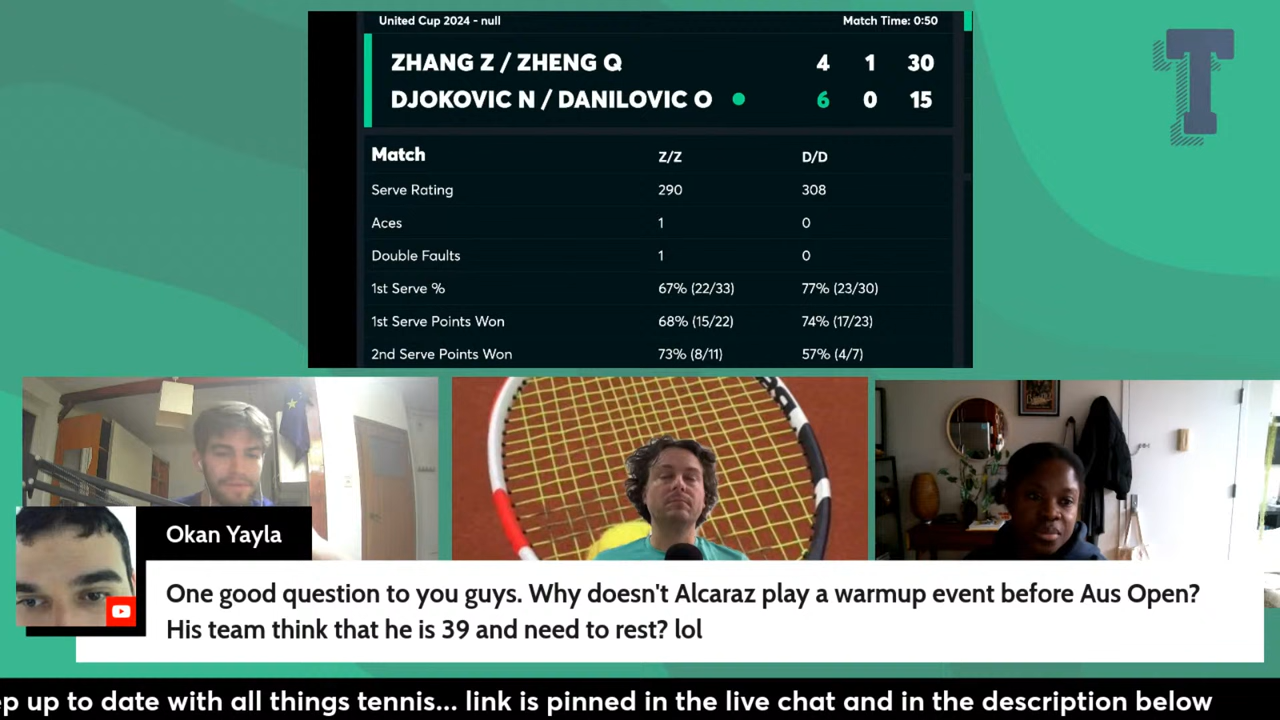 United Cup 2024 - null Match Time: 0:50
ZHANG Z / ZHENG Q 4 1 30
DJOKOVIC N / DANILOVIC O 6 0 15
Match Z/Z D/D
Serve Rating 290 308
Aces 1 0
Double Faults 1 0
1st Serve % 67% (22/33) 77% (23/30)
1st Serve Points Won 68% (15/22) 74% (17/23)
2nd Serve Points Won 73% (8/11) 57% (4/7)
T
Okan Yayla
One good question to you guys. Why doesn't Alcaraz play a warmup event before Aus Open?
His team think that he is 39 and need to rest? lol
ep up to date with all things tennis... link is pinned in the live chat and in the description below